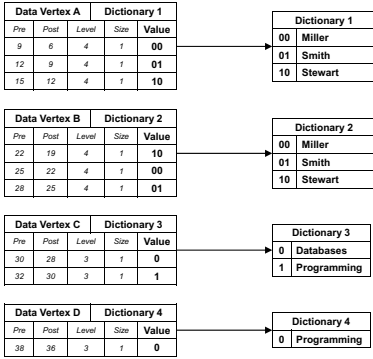 Data Vertex A Dictionary 1
Pre Post Level Size Value
9 6 4 1 00
12 9 4 1 01
15 12 4 1 10
Dictionary 1
00 Miller
01 Smith
10 Stewart
Data Vertex B Dictionary 2
Pre Post Level Size Value
22 19 4 1 10
25 22 4 1 00
28 25 4 1 01
Dictionary 2
00 Miller
01 Smith
10 Stewart
Data Vertex C Dictionary 3
Pre Post Level Size Value
30 28 3 1 0
32 30 3 1 1
Dictionary 3
0 Databases
1 Programming
Data Vertex D Dictionary 4
Pre Post Level Size Value
38 36 3 1 0
Dictionary 4
0 Programming